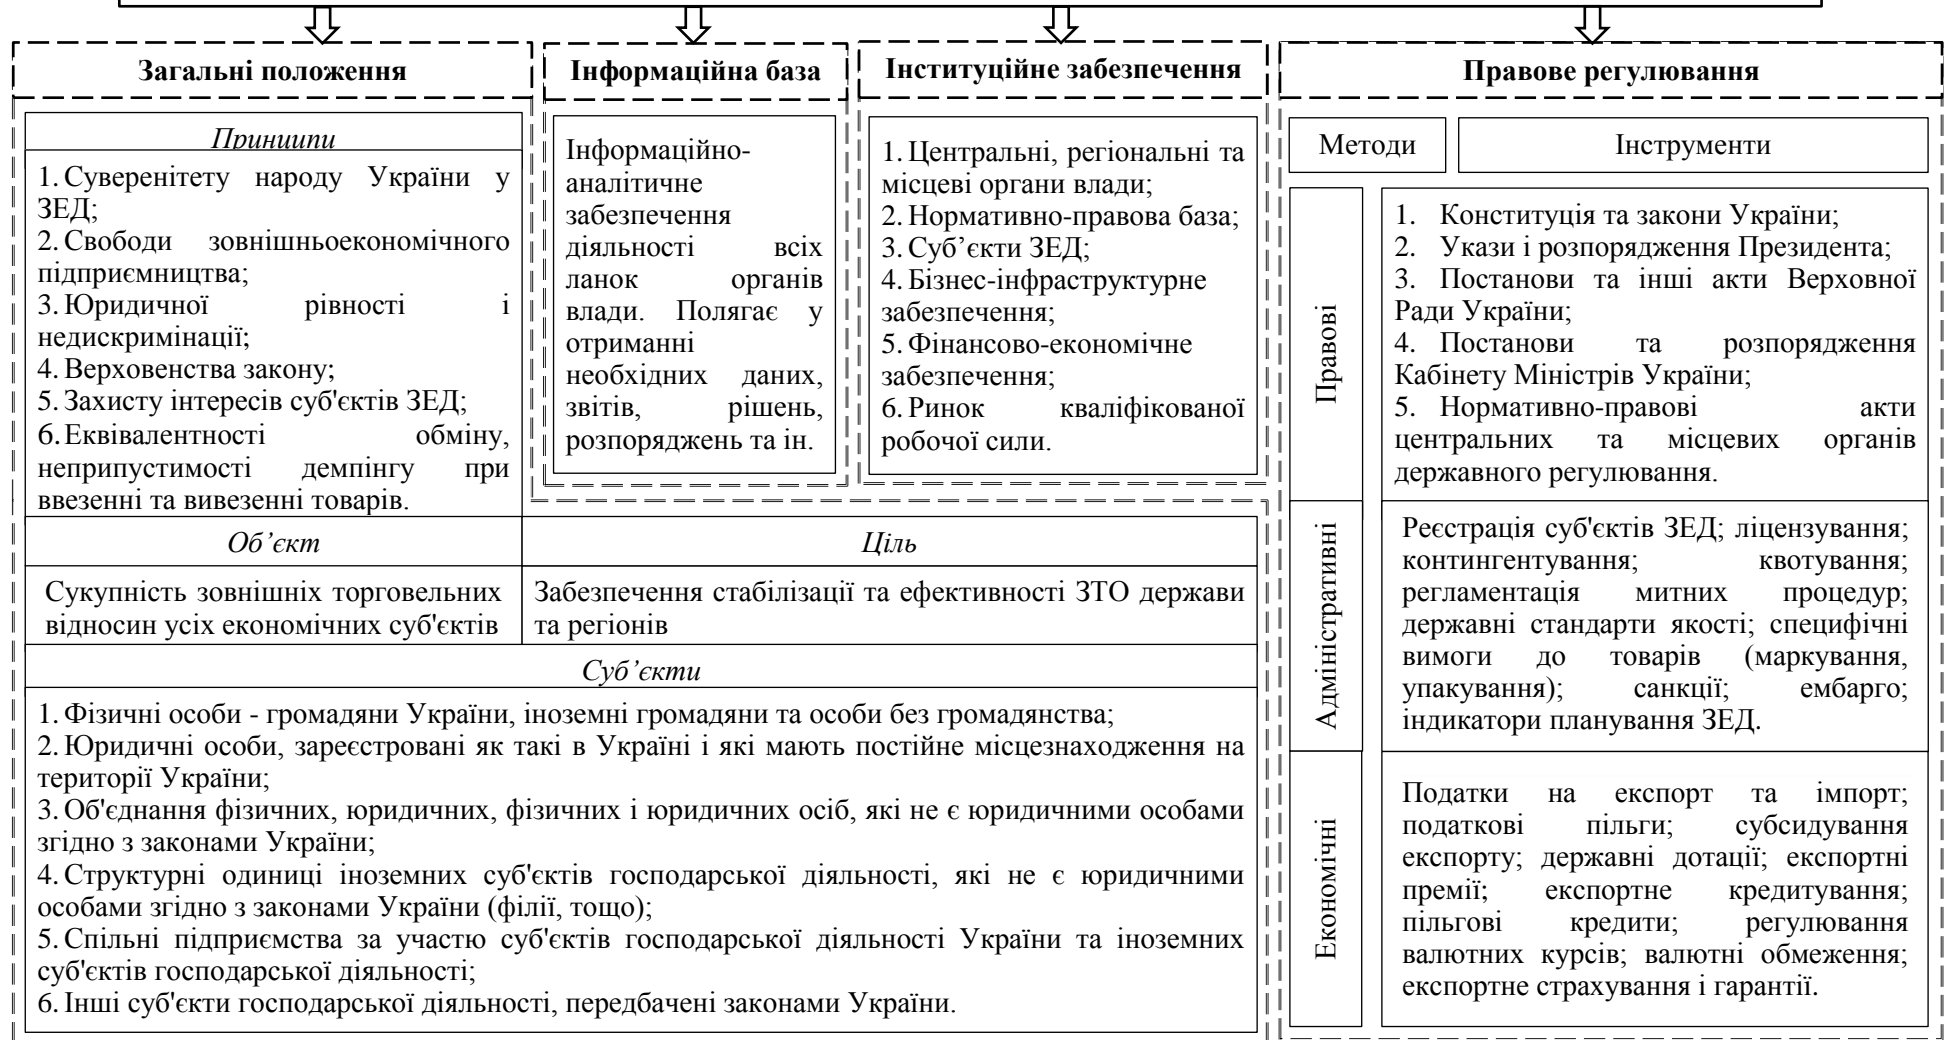 Загальні положення
Принципи
1. Суверенітету народу України у
ЗЕД;
2. Свободи зовнішньоекономічного
підприємництва;
3. Юридичної рівності і
недискримінації;
4. Верховенства закону;
5. Захисту інтересів суб'єктів ЗЕД;
6. Еквівалентності обміну,
неприпустимості демпінгу при
ввезенні та вивезенні товарів.
Інформаційна база
Інформаційно-
аналітичне
забезпечення
діяльності всіх
ланок органів
влади. Полягає у
отриманні
необхідних даних,
звітів, рішень,
розпоряджень та ін.
Інституційне забезпечення
1. Центральні, регіональні та
місцеві органи влади;
2. Нормативно-правова база;
3. Суб’єкти ЗЕД;
4. Бізнес-інфраструктурне
забезпечення;
5. Фінансово-економічне
забезпечення;
6. Ринок кваліфікованої
робочої сили.
Об’єкт
Сукупність зовнішніх торговельних
відносин усіх економічних суб'єктів
Ціль
Забезпечення стабілізації та ефективності ЗТО держави
та регіонів
Суб’єкти
1. Фізичні особи - громадяни України, іноземні громадяни та особи без громадянства;
2. Юридичні особи, зареєстровані як такі в Україні і які мають постійне місцезнаходження на
території України;
3. Об'єднання фізичних, юридичних, фізичних і юридичних осіб, які не є юридичними особами
згідно з законами України;
4. Структурні одиниці іноземних суб'єктів господарської діяльності, які не є юридичними
особами згідно з законами України (філії, тощо);
5. Спільні підприємства за участю суб'єктів господарської діяльності України та іноземних
суб'єктів господарської діяльності;
6. Інші суб'єкти господарської діяльності, передбачені законами України.
Правове регулювання
Методи
Інструменти
Правові
1. Конституція та закони України;
2. Укази і розпорядження Президента;
3. Постанови та інші акти Верховної
Ради України;
4. Постанови та розпорядження
Кабінету Міністрів України;
5. Нормативно-правові акти
центральних та місцевих органів
державного регулювання.
Адміністративні
Реєстрація суб'єктів ЗЕД; ліцензування;
контингентування; квотування;
регламентація митних процедур;
державні стандарти якості; специфічні
вимоги до товарів (маркування,
упакування); санкції; ембарго;
індикатори планування ЗЕД.
Економічні
Податки на експорт та імпорт;
податкові пільги; субсидування
експорту; державні дотації; експортні
премії; експортне кредитування;
пільгові кредити; регулювання
валютних курсів; валютні обмеження;
експортне страхування і гарантії.